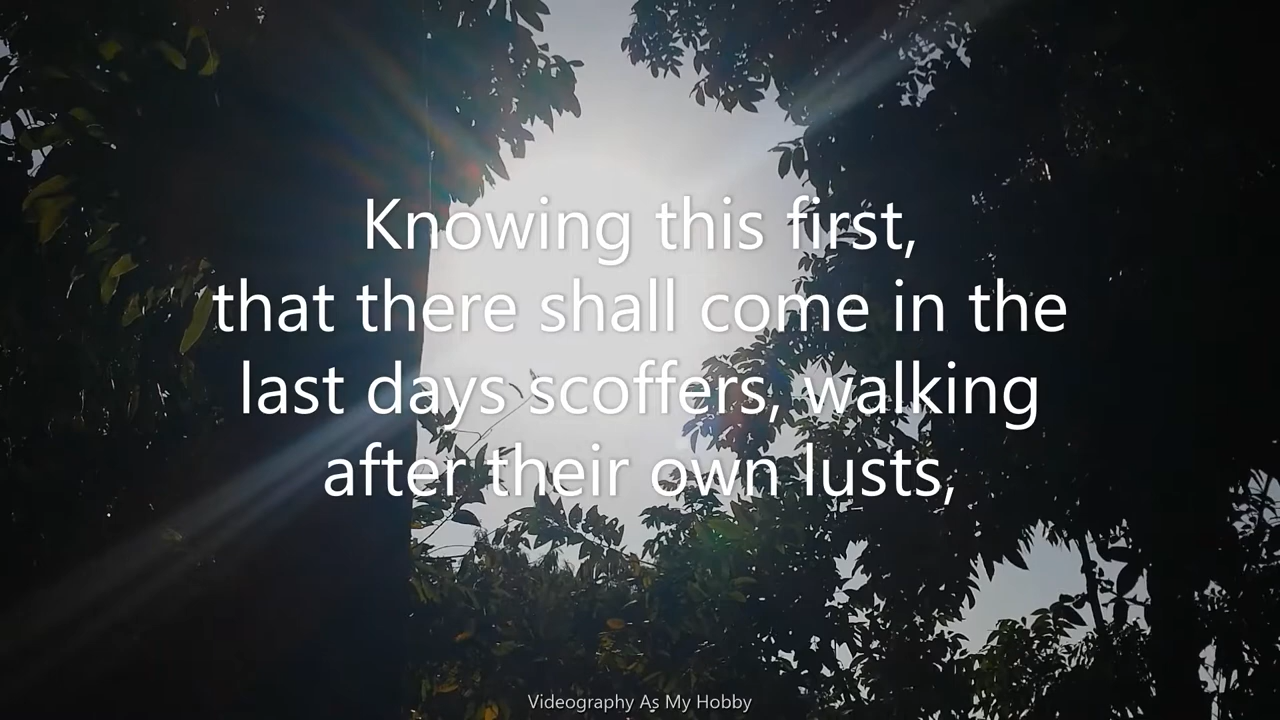 Knowing this first,
that there shall come in the
last days scoffers, walking
after their own lusts,
Videography As My Hobby